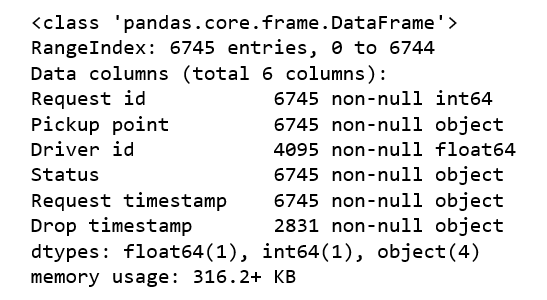 <class 'pandas.core.frame.DataFrame'>
RangeIndex: 6745 entries, 0 to 6744
Data columns (total 6 columns):
Request id 6745 non-null int64
Pickup point 6745 non-null object
Driver id 4095 non-null float64
Status 6745 non-null object
Request timestamp 6745 non-null object
Drop timestamp 2831 non-null object
dtypes: float64(1), int64(1), object(4)
memory usage: 316.2+ KB